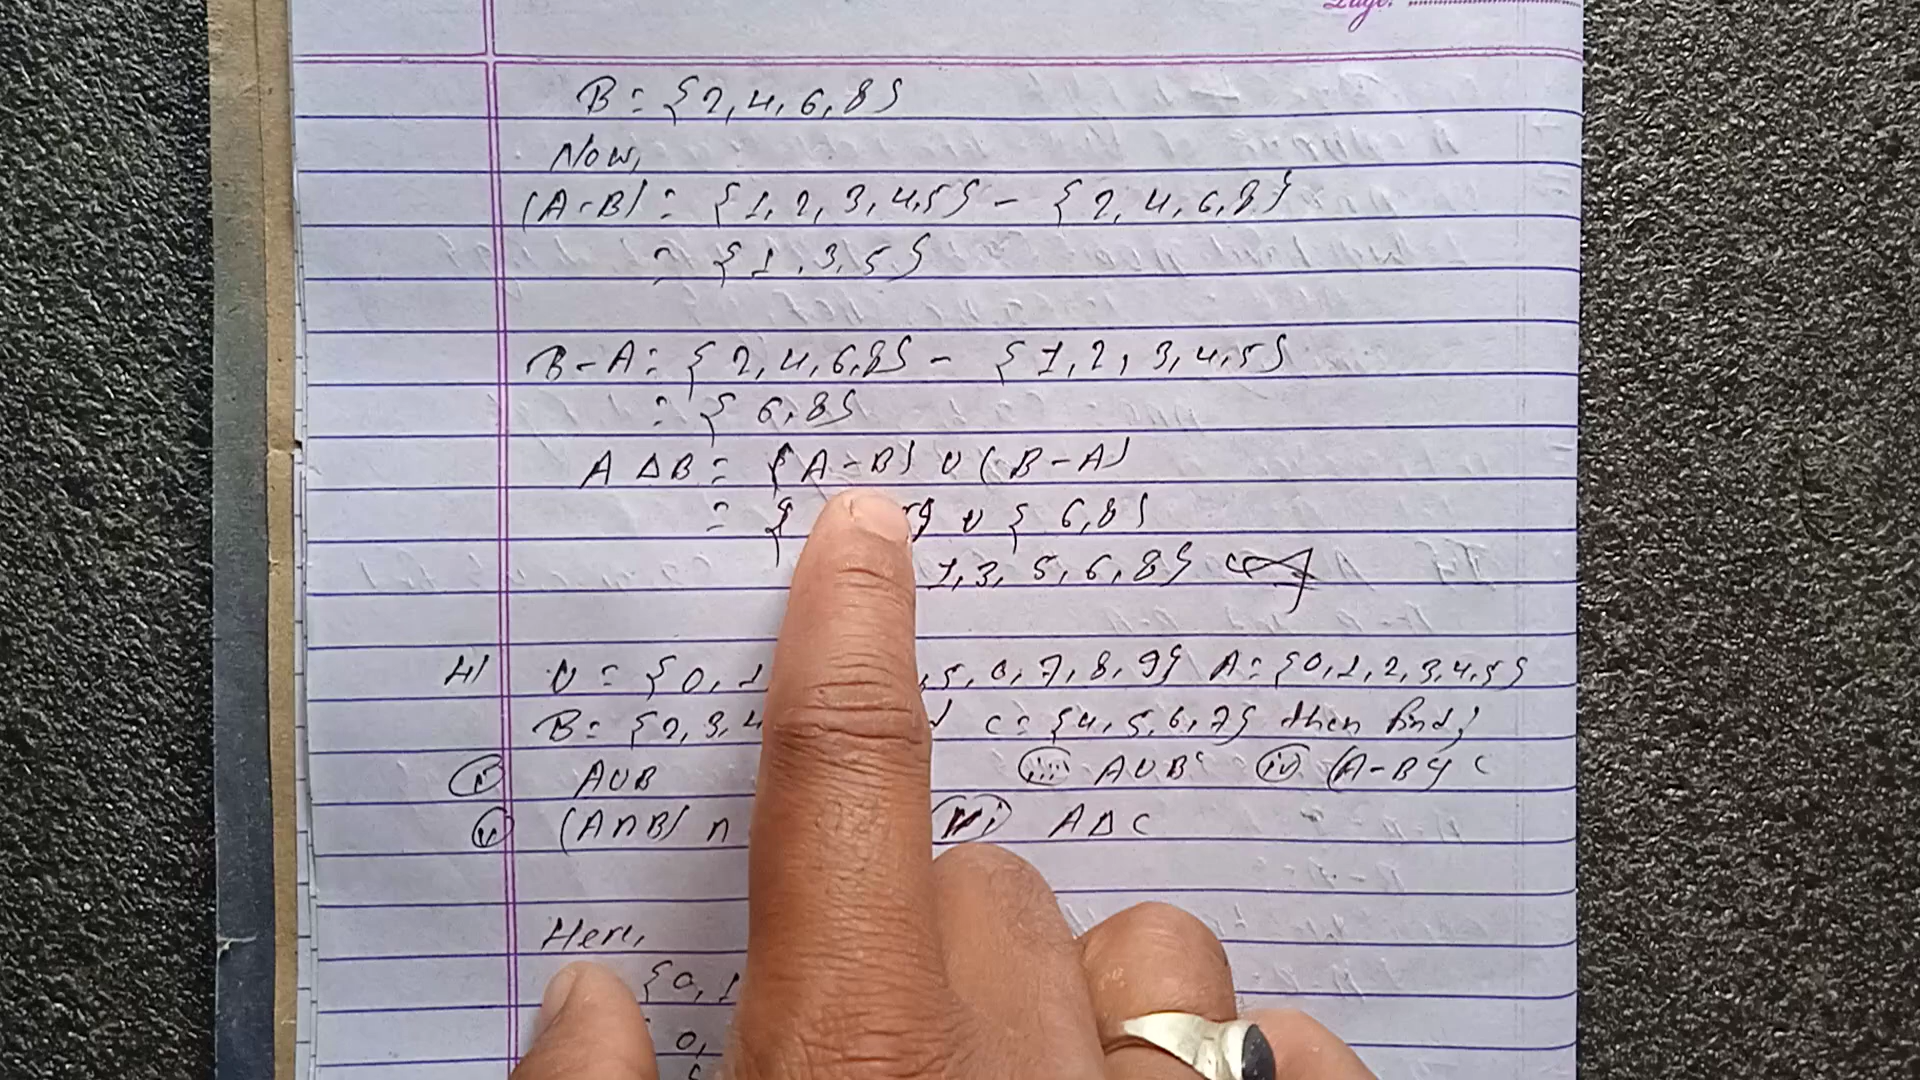 Page:
B = {2, 4, 6, 8}
Now,
(A-B) = {1, 2, 3, 4, 5} - {2, 4, 6, 8}
= {1, 3, 5}
B-A = {2, 4, 6, 8} - {1, 2, 3, 4, 5}
= {6, 8}
A Δ B = (A-B) ∪ (B-A)
= { } ∪ {6, 8}
1, 3, 5, 6, 8}
4) U = {0, 1 , 5, 6, 7, 8, 9} A = {0, 1, 2, 3, 4, 5}
B = {2, 3, 4 C = {4, 5, 6, 7} then find;
(i) A∪B (iii) A∪B (iv) (A-B) C
(v) (A∩B) ∩ (vi) A Δ C
Here,
{0, 1
0,